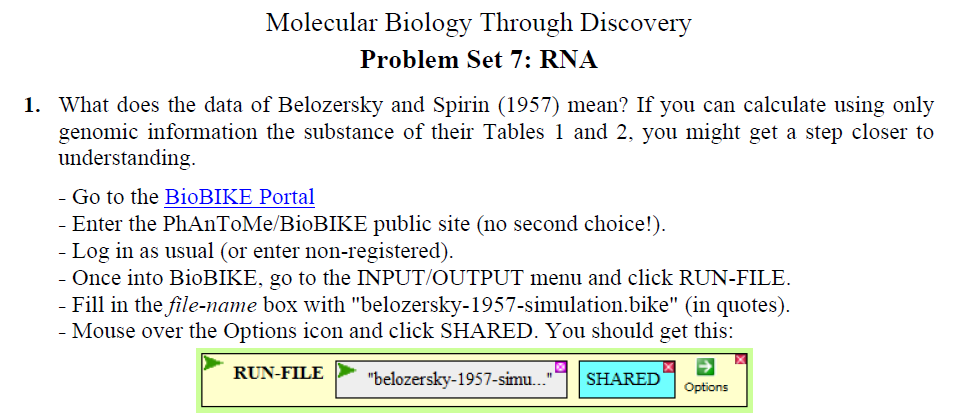 Molecular Biology Through Discovery
Problem Set 7: RNA
1. What does the data of Belozersky and Spirin (1957) mean? If you can calculate using only
genomic information the substance of their Tables 1 and 2, you might get a step closer to
understanding.
- Go to the BioBIKE Portal
- Enter the PhAnToMe/BioBIKE public site (no second choice!).
- Log in as usual (or enter non-registered).
- Once into BioBIKE, go to the INPUT/OUTPUT menu and click RUN-FILE.
- Fill in the file-name box with "belozersky-1957-simulation.bike" (in quotes).
- Mouse over the Options icon and click SHARED. You should get this:
RUN-FILE "belozersky-1957-simu..." SHARED Options